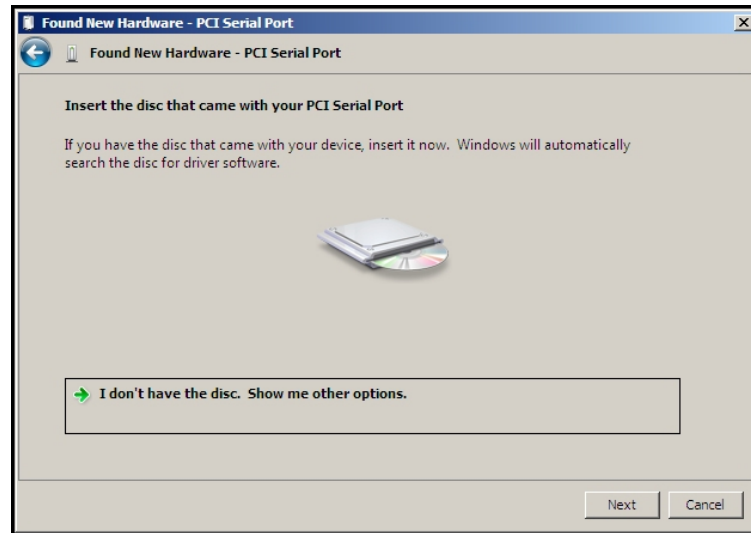 Found New Hardware - PCI Serial Port
Found New Hardware - PCI Serial Port
Insert the disc that came with your PCI Serial Port
If you have the disc that came with your device, insert it now. Windows will automatically
search the disc for driver software.
I don't have the disc. Show me other options.
Next Cancel